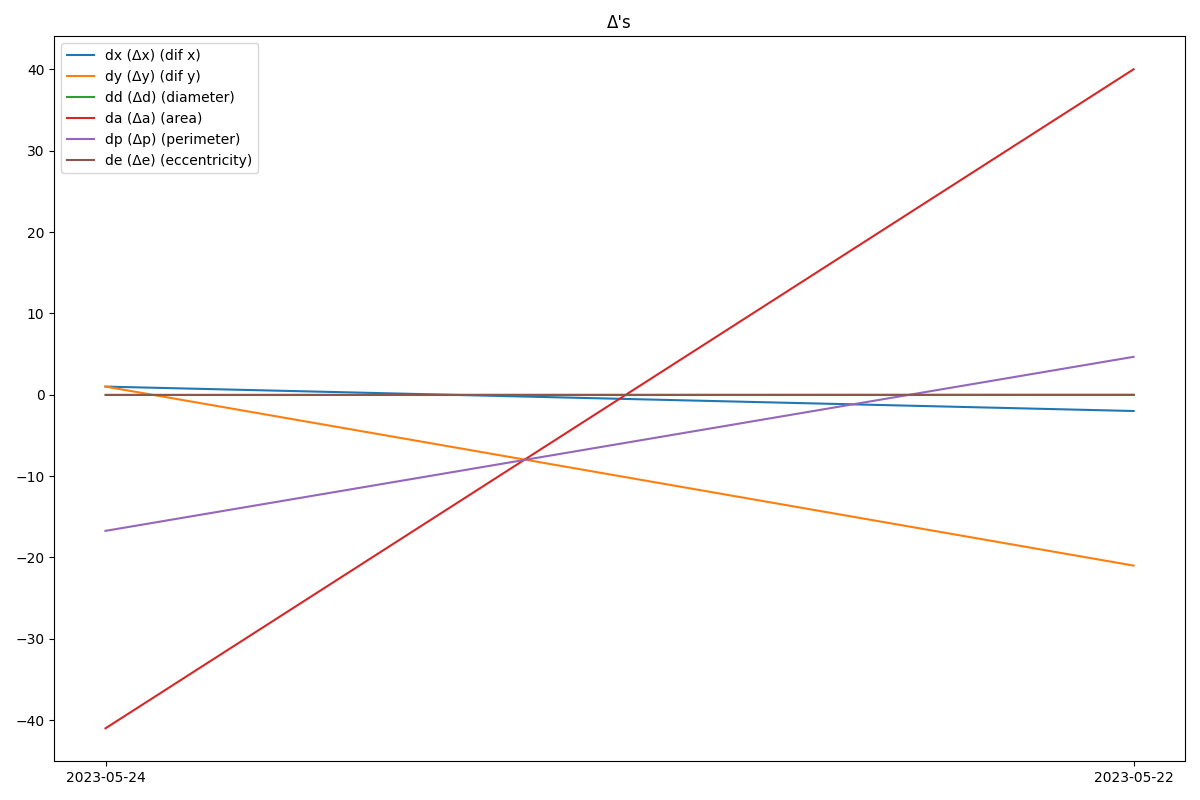 Δ's
dx (Δx) (dif x)
dy (Δy) (dif y)
dd (Δd) (diameter)
da (Δa) (area)
dp (Δp) (perimeter)
de (Δe) (eccentricity)
40
30
20
10
0
−10
−20
−30
−40
2023-05-24 2023-05-22